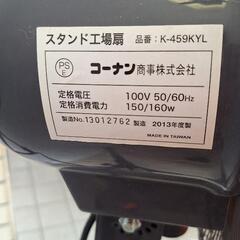 スタンド工場扇 品番:K-459KYL
PS
E
コーナン商事株式会社
定格電圧 100V 50/60Hz
定格消費電力 150/160w
製造No.13012762 製造 2013年度製
MADE IN TAIWAN